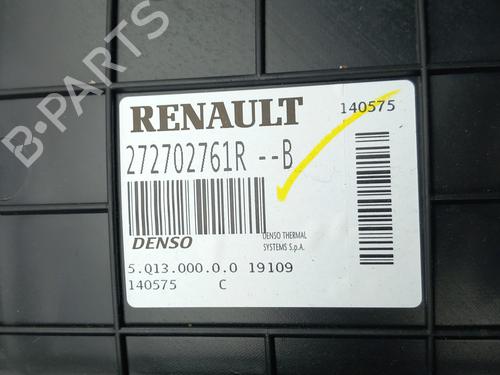 B-PARTS
RENAULT 140575
272702761R --B
DENSO DENSO THERMAL
SYSTEMS S.p.A.
5.Q13.000.0.0 19109
140575 C